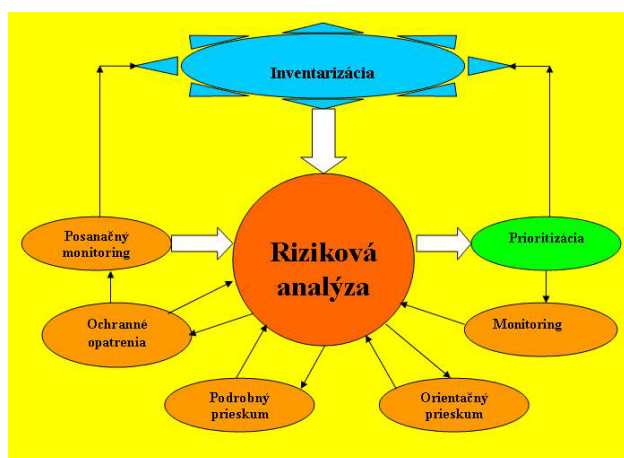 Inventarizácia
Posanačný
monitoring
Riziková
analýza
Prioritizácia
Ochranné
opatrenia
Monitoring
Podrobný
prieskum
Orientačný
prieskum